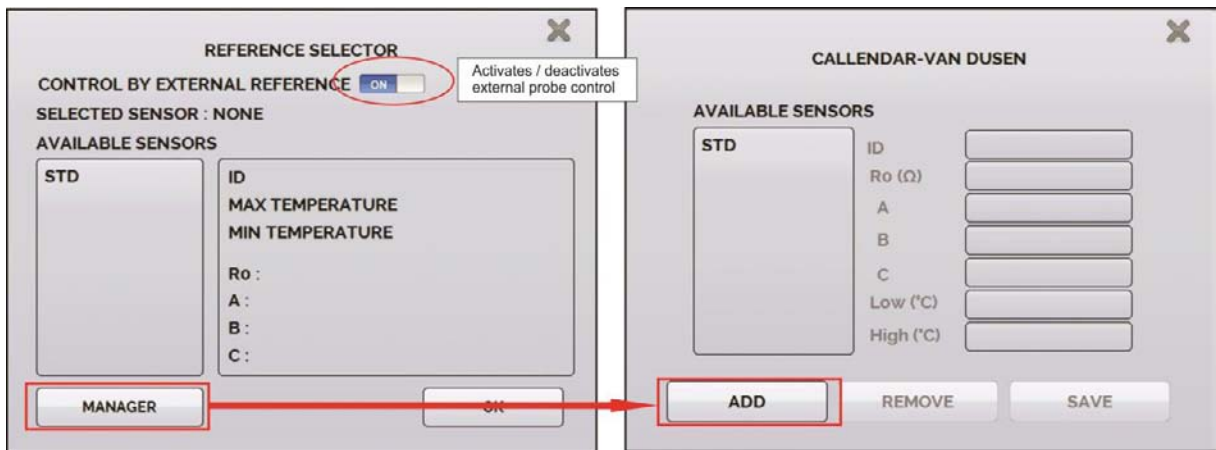 REFERENCE SELECTOR
CONTROL BY EXTERNAL REFERENCE ON
Activates / deactivates
external probe control
SELECTED SENSOR : NONE
AVAILABLE SENSORS
STD
ID
MAX TEMPERATURE
MIN TEMPERATURE
Ro :
A :
B :
C :
MANAGER
OK
CALLENDAR-VAN DUSEN
AVAILABLE SENSORS
STD
ID
Ro (Ω)
A
B
C
Low (°C)
High (°C)
ADD
REMOVE
SAVE